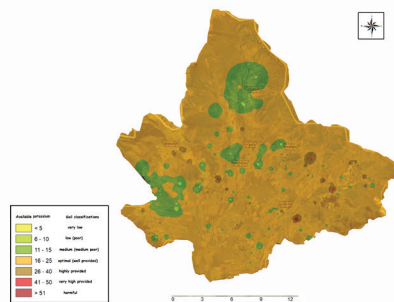 Available potassium Soil classifications
< 5 very low
6 - 10 low (poor)
11 - 15 medium (medium poor)
16 - 25 optimal (well provided)
26 - 40 highly provided
41 - 50 very high provided
> 51 harmful
0 3 6 9 12